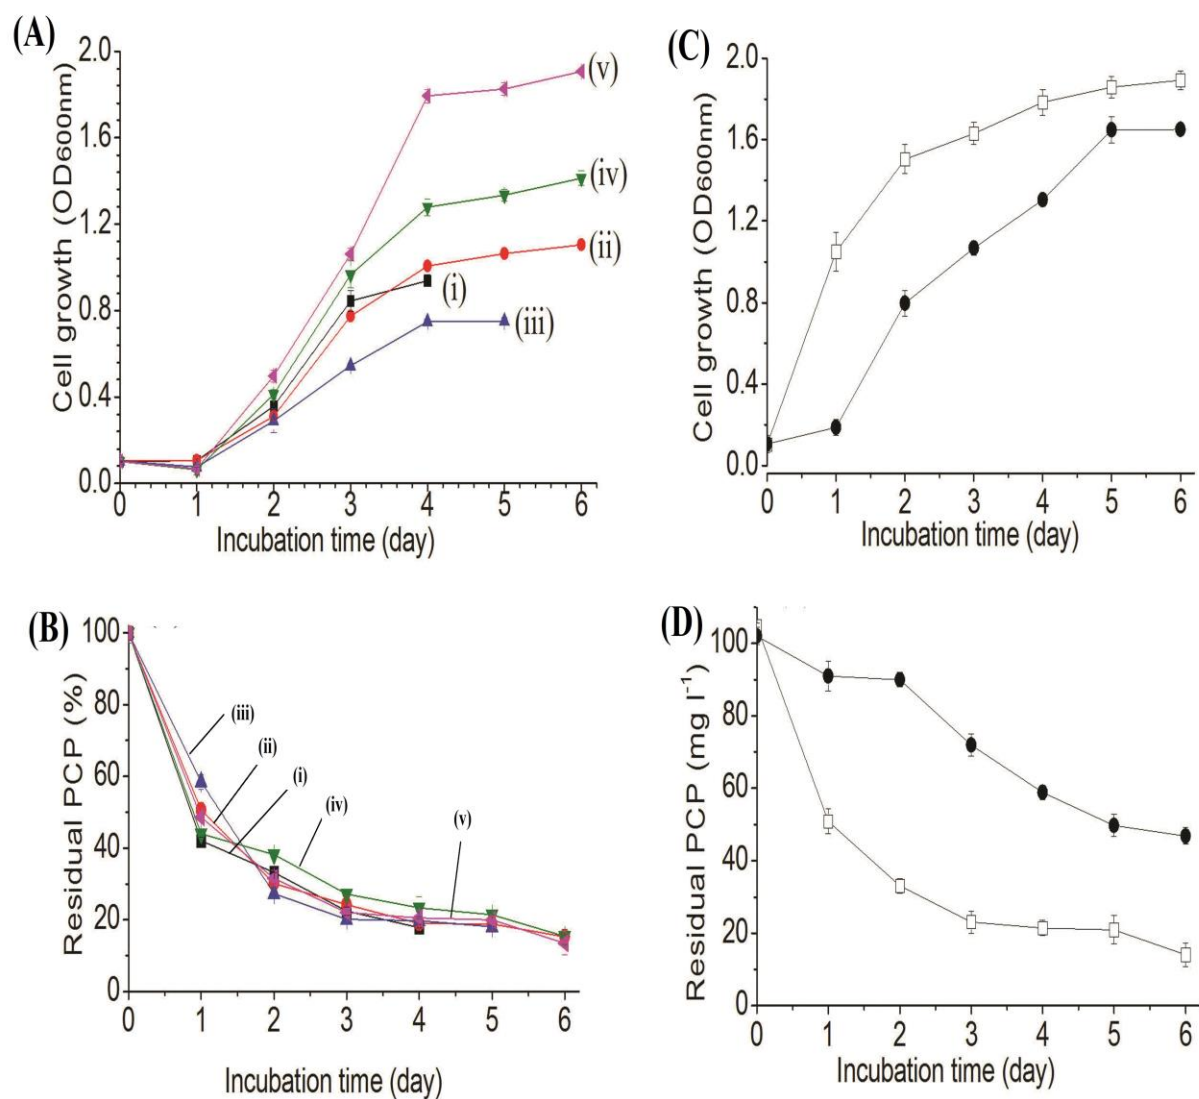 (A)
2.0
1.6
1.2
0.8
0.4
0.0
Cell growth (OD600nm)
(v)
(iv)
(ii)
(i)
(iii)
0 1 2 3 4 5 6
Incubation time (day)
(C)
2.0
1.6
1.2
0.8
0.4
0.0
Cell growth (OD600nm)
0 1 2 3 4 5 6
Incubation time (day)
(B)
100
80
60
40
20
0
Residual PCP (%)
(iii)
(ii)
(i)
(iv)
(v)
0 1 2 3 4 5 6
Incubation time (day)
(D)
100
80
60
40
20
0
Residual PCP (mg l⁻¹)
0 1 2 3 4 5 6
Incubation time (day)